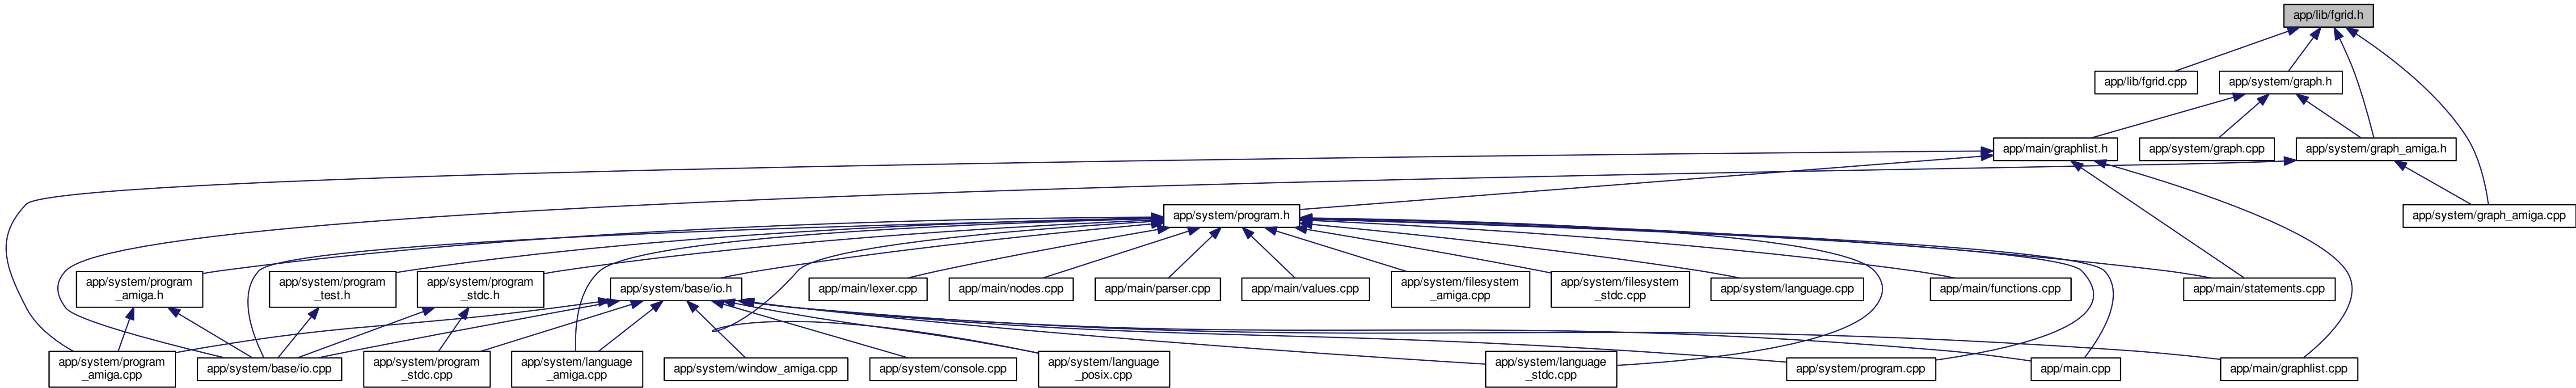 app/lib/fgrid.h
app/lib/fgrid.cpp
app/system/graph.h
app/main/graphlist.h
app/system/graph.cpp
app/system/graph_amiga.h
app/system/program.h
app/system/graph_amiga.cpp
app/system/program
_amiga.h
app/system/program
_test.h
app/system/program
_stdc.h
app/system/base/io.h
app/main/lexer.cpp
app/main/nodes.cpp
app/main/parser.cpp
app/main/values.cpp
app/system/filesystem
_amiga.cpp
app/system/filesystem
_stdc.cpp
app/system/language.cpp
app/main/functions.cpp
app/main/statements.cpp
app/system/program
_amiga.cpp
app/system/base/io.cpp
app/system/program
_stdc.cpp
app/system/language
_amiga.cpp
app/system/window_amiga.cpp
app/system/console.cpp
app/system/language
_posix.cpp
app/system/language
_stdc.cpp
app/system/program.cpp
app/main.cpp
app/main/graphlist.cpp